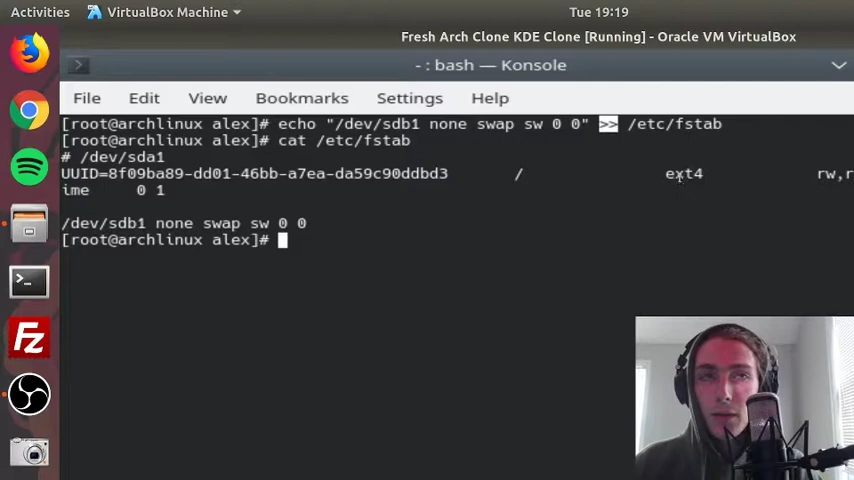 Activities VirtualBox Machine Tue 19:19
Fresh Arch Clone KDE Clone [Running] - Oracle VM VirtualBox
- : bash — Konsole
File Edit View Bookmarks Settings Help
[root@archlinux alex]# echo "/dev/sdb1 none swap sw 0 0" >> /etc/fstab
[root@archlinux alex]# cat /etc/fstab
# /dev/sda1
UUID=8f09ba89-dd01-46bb-a7ea-da59c90ddbd3 / ext4 rw,r
ime 0 1
/dev/sdb1 none swap sw 0 0
[root@archlinux alex]#